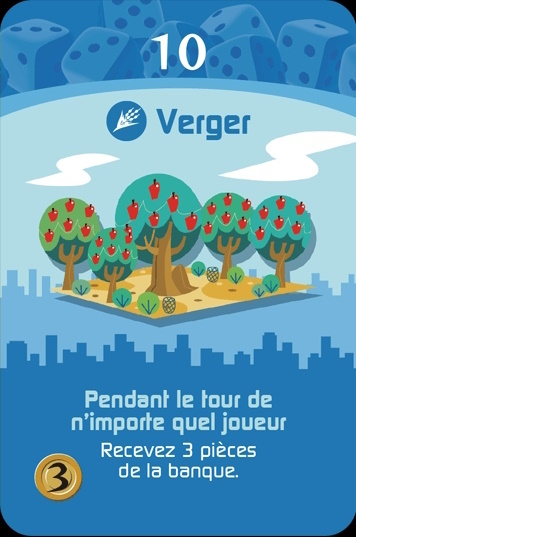 10
Verger
Pendant le tour de
n'importe quel joueur
Recevez 3 pièces
de la banque.
3